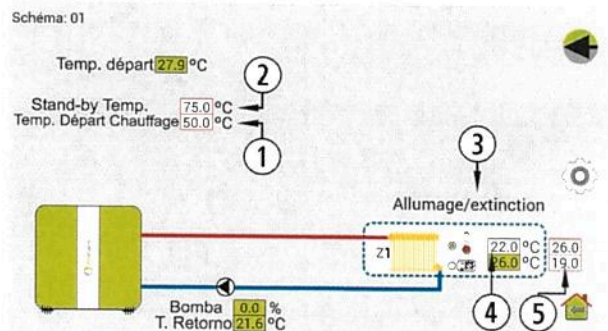 Schéma: 01
Temp. départ 27.9 °C
2
Stand-by Temp. 75.0 °C
Temp. Départ Chauffage 50.0 °C
1
3
Allumage/extinction
Z1
22.0 °C 26.0
26.0 °C 19.0
4
5
Bomba 0.0 %
T. Retorno 21.6 °C